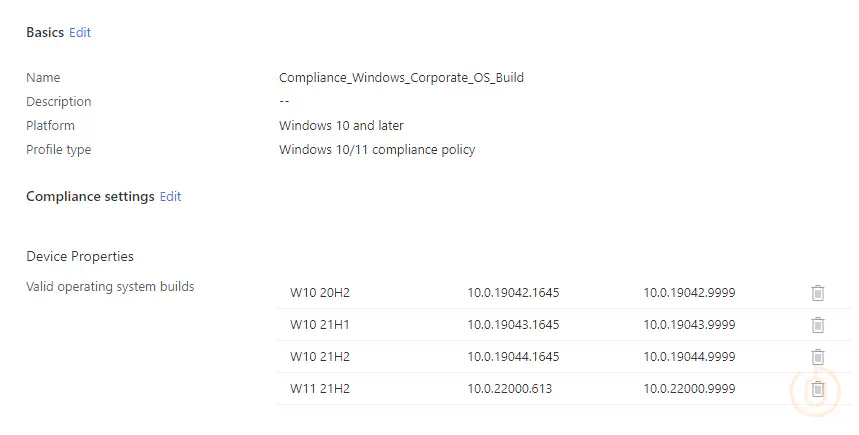 Basics Edit
Name Compliance_Windows_Corporate_OS_Build
Description --
Platform Windows 10 and later
Profile type Windows 10/11 compliance policy
Compliance settings Edit
Device Properties
Valid operating system builds
W10 20H2 10.0.19042.1645 10.0.19042.9999
W10 21H1 10.0.19043.1645 10.0.19043.9999
W10 21H2 10.0.19044.1645 10.0.19044.9999
W11 21H2 10.0.22000.613 10.0.22000.9999